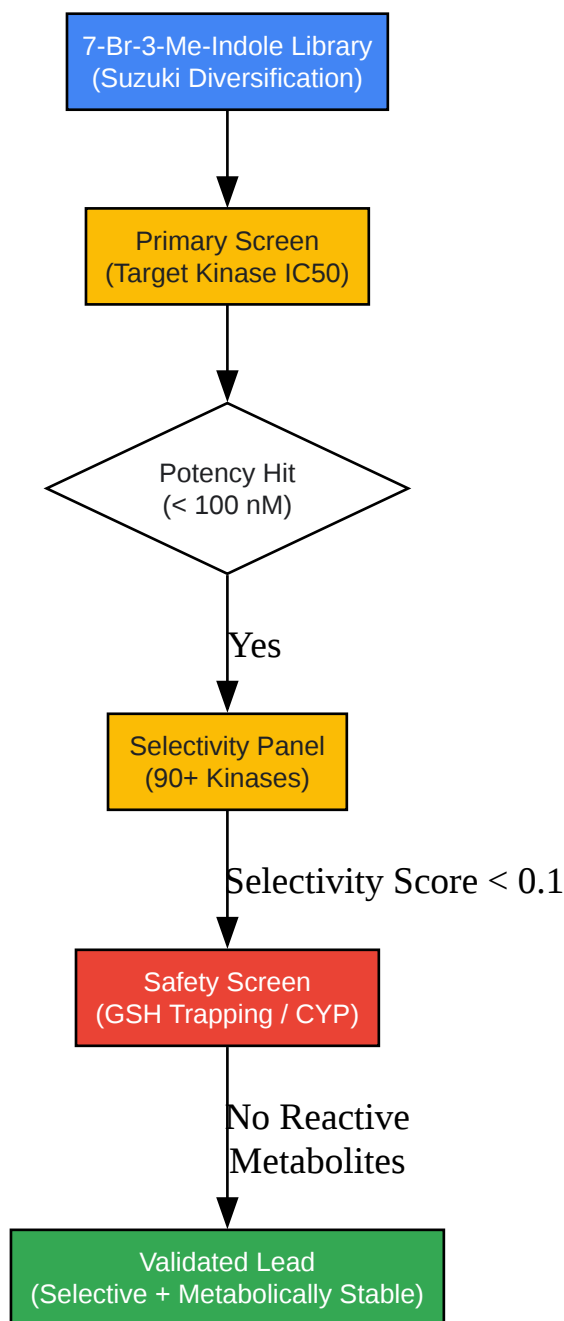 7-Br-3-Me-Indole Library
(Suzuki Diversification)
Primary Screen
(Target Kinase IC50)
Potency Hit
(< 100 nM)
Yes
Selectivity Panel
(90+ Kinases)
Selectivity Score < 0.1
Safety Screen
(GSH Trapping / CYP)
No Reactive
Metabolites
Validated Lead
(Selective + Metabolically Stable)